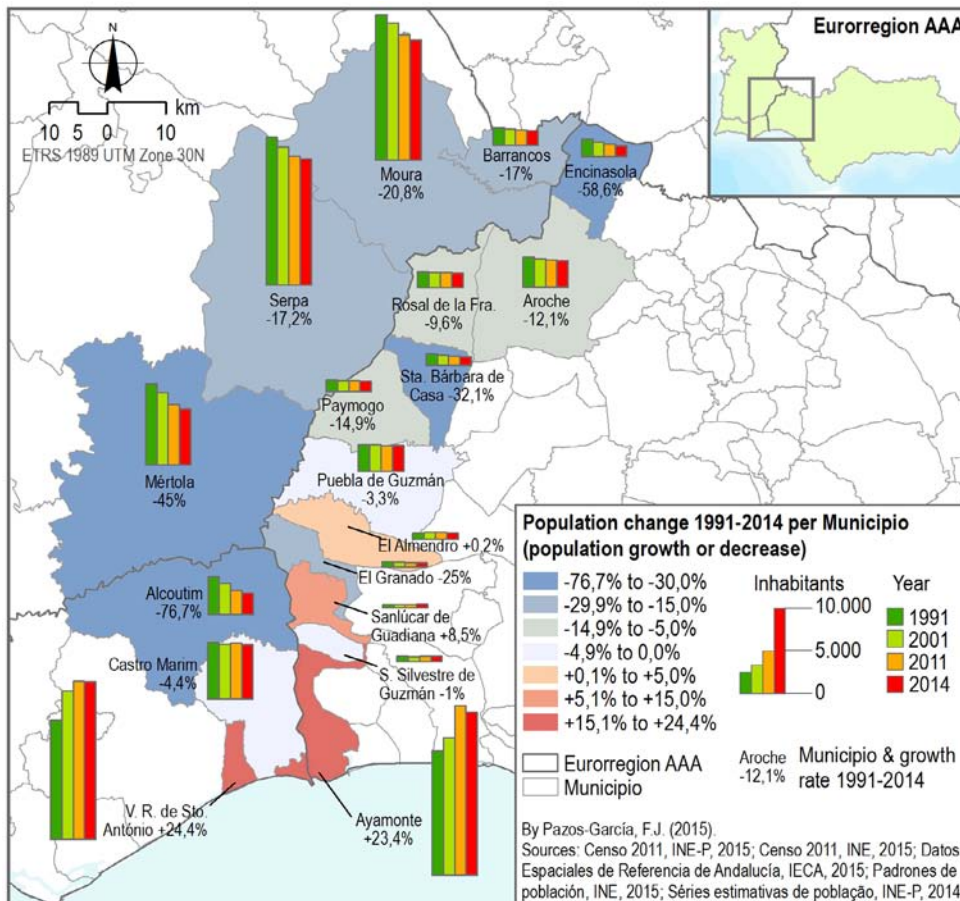 Eurorregion AAA
N
km
10 5 0 10
ETRS 1989 UTM Zone 30N
Moura
-20,8%
Barrancos
-17%
Encinasola
-58,6%
Serpa
-17,2%
Rosal de la Fra.
-9,6%
Aroche
-12,1%
Sta. Bárbara de
Casa -32,1%
Paymogo
-14,9%
Mértola
-45%
Puebla de Guzmán
-3,3%
El Almendro +0,2%
El Granado -25%
Alcoutim
-76,7%
Sanlúcar de
Guadiana +8,5%
Castro Marim
-4,4%
S. Silvestre de
Guzmán -1%
V. R. de Sto.
António +24,4%
Ayamonte
+23,4%
Population change 1991-2014 per Municipio
(population growth or decrease)
-76,7% to -30,0%
-29,9% to -15,0%
-14,9% to -5,0%
-4,9% to 0,0%
+0,1% to +5,0%
+5,1% to +15,0%
+15,1% to +24,4%
Inhabitants
10.000
5.000
0
Year
1991
2001
2011
2014
Eurorregion AAA
Municipio
Aroche
-12,1%
Municipio & growth
rate 1991-2014
By Pazos-García, F.J. (2015).
Sources: Censo 2011, INE-P, 2015; Censo 2011, INE, 2015; Datos
Espaciales de Referencia de Andalucía, IECA, 2015; Padrones de
población, INE, 2015; Séries estimativas de população, INE-P, 2014